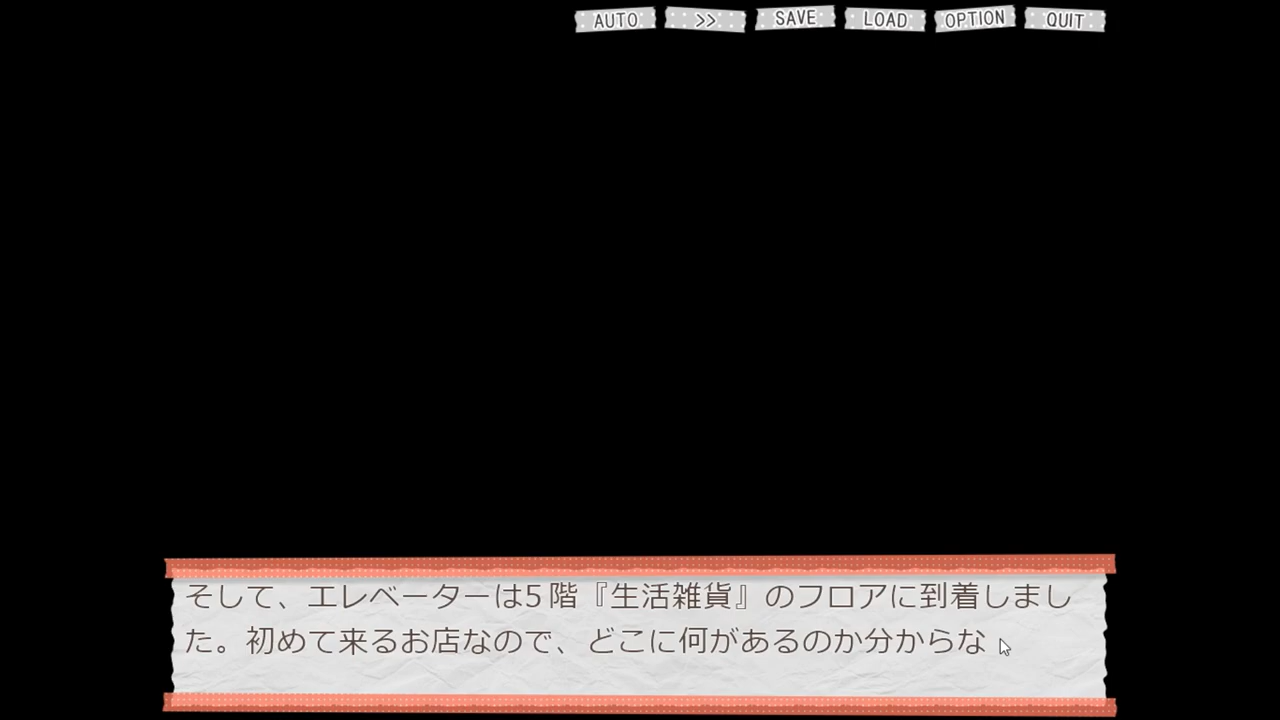 AUTO >> SAVE LOAD OPTION QUIT
そして、エレベーターは5階『生活雑貨』のフロアに到着しまし
た。初めて来るお店なので、どこに何があるのか分からな